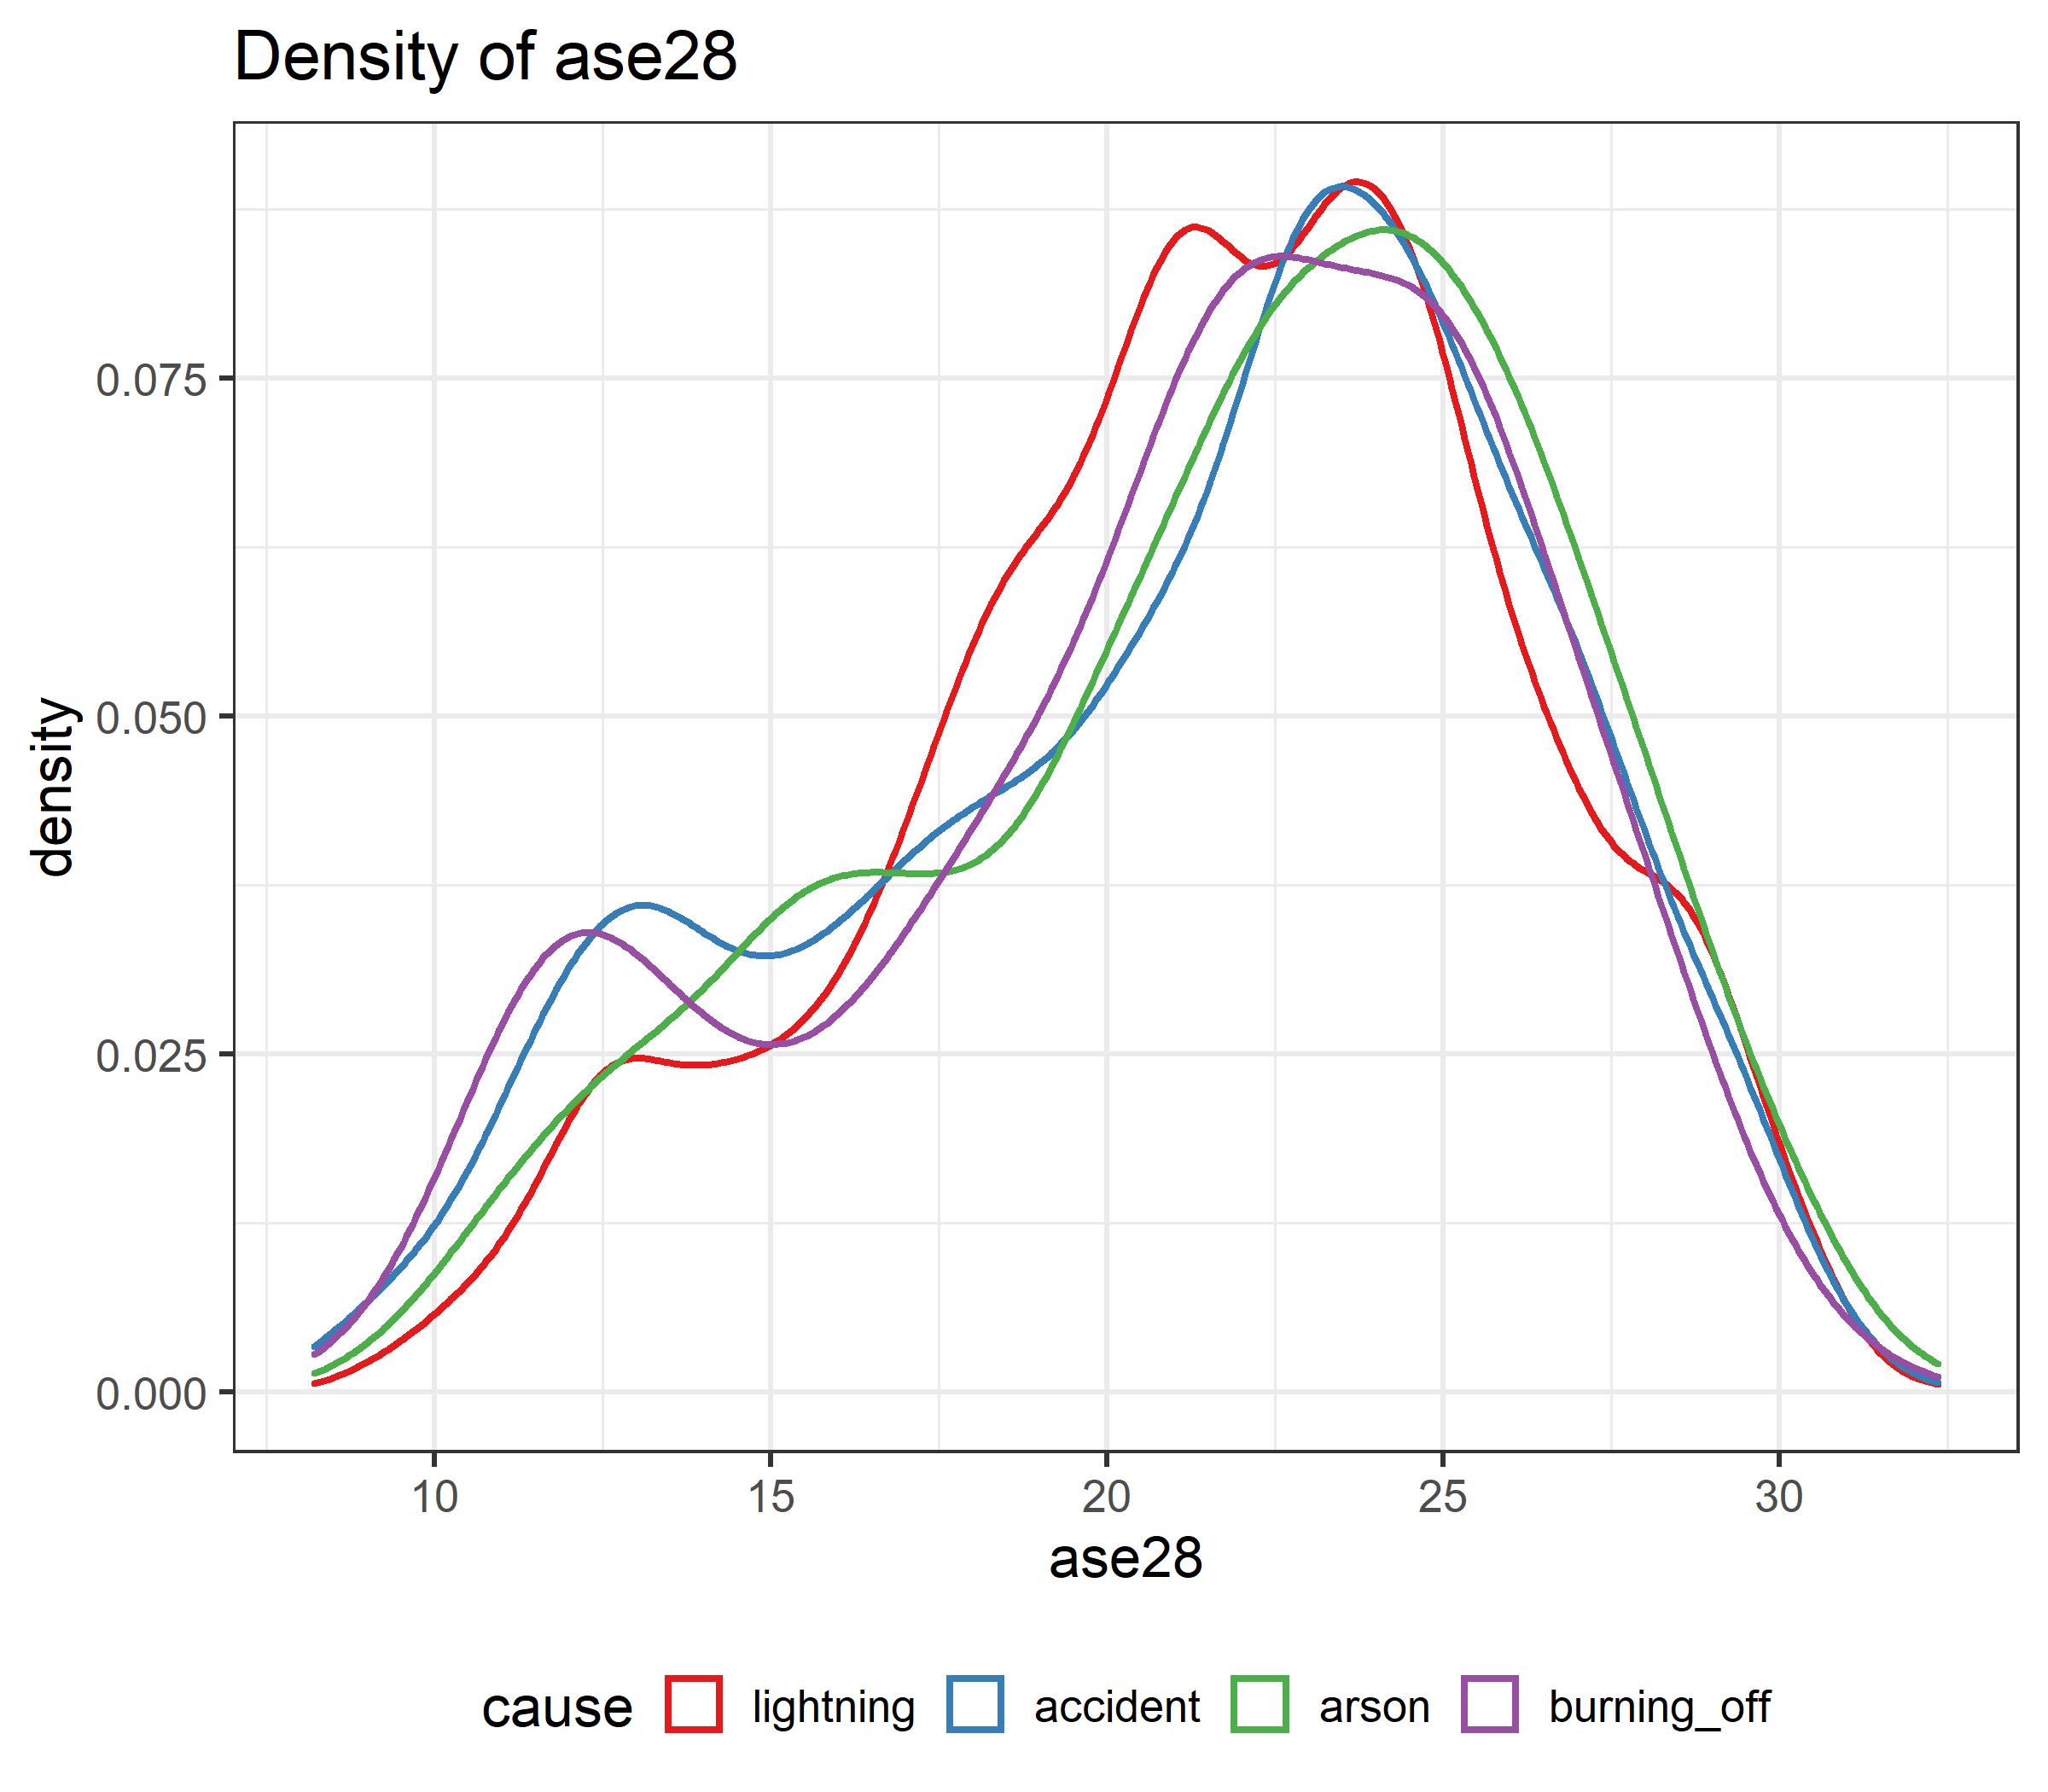 Density of ase28
density
0.075
0.050
0.025
0.000
10 15 20 25 30
ase28
cause lightning accident arson burning_off